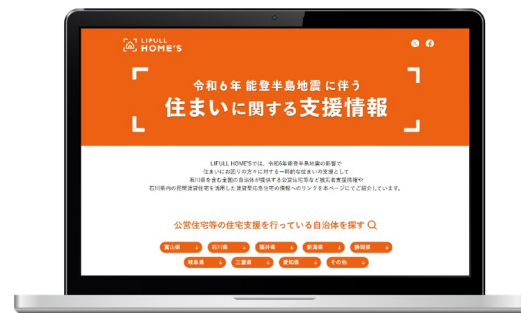 LIFULL
HOME'S
令和6年 能登半島地震 に伴う
住まいに関する支援情報
LIFULL HOME'Sでは、令和6年能登半島地震の影響で
住まいにお困りの方々に対する一時的な住まいの支援として
石川県を含む全国の自治体が提供する公営住宅等など被災者支援情報や
石川県内の民間賃貸住宅を活用した賃貸型応急住宅の情報へのリンクを本ページにてご紹介しています。
公営住宅等の住宅支援を行っている自治体を探す
富山県 石川県 福井県 新潟県 静岡県
岐阜県 三重県 愛知県 その他